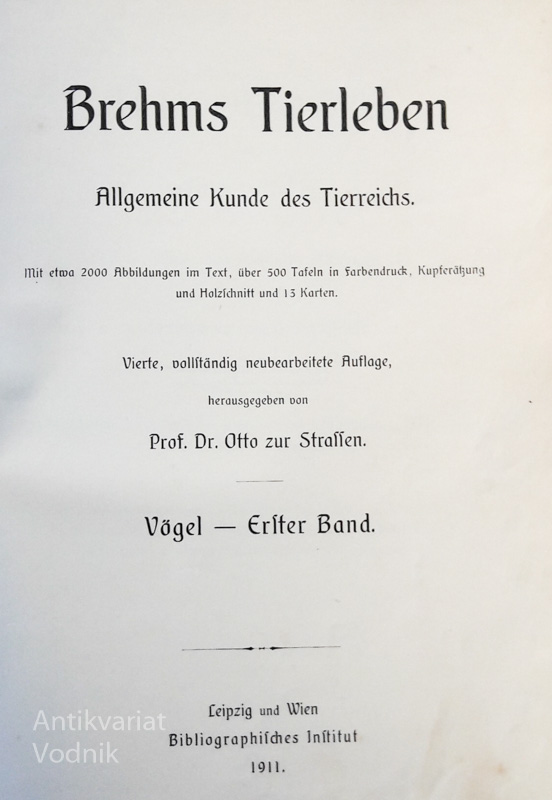 Brehms Tierleben
Allgemeine Kunde des Tierreichs.
Mit etwa 2000 Abbildungen im Text, über 500 Tafeln in Farbendruck, Kupferätzung
und Holzſchnitt und 13 Karten.
Vierte, vollſtändig neubearbeitete Auflage,
herausgegeben von
Prof. Dr. Otto zur Straſſen.
Vögel — Erſter Band.
Leipzig und Wien
Bibliographiſches Inſtitut
1911.
Antikvariat
Vodnik